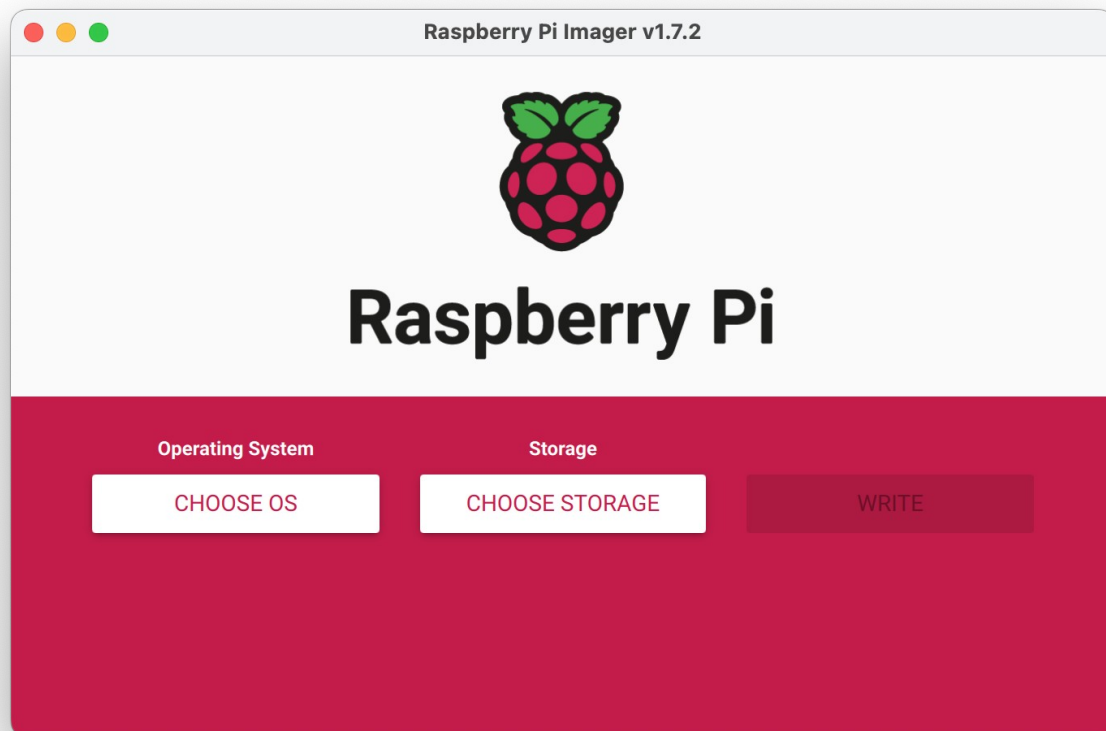 Raspberry Pi Imager v1.7.2
Raspberry Pi
Operating System
Storage
CHOOSE OS
CHOOSE STORAGE
WRITE